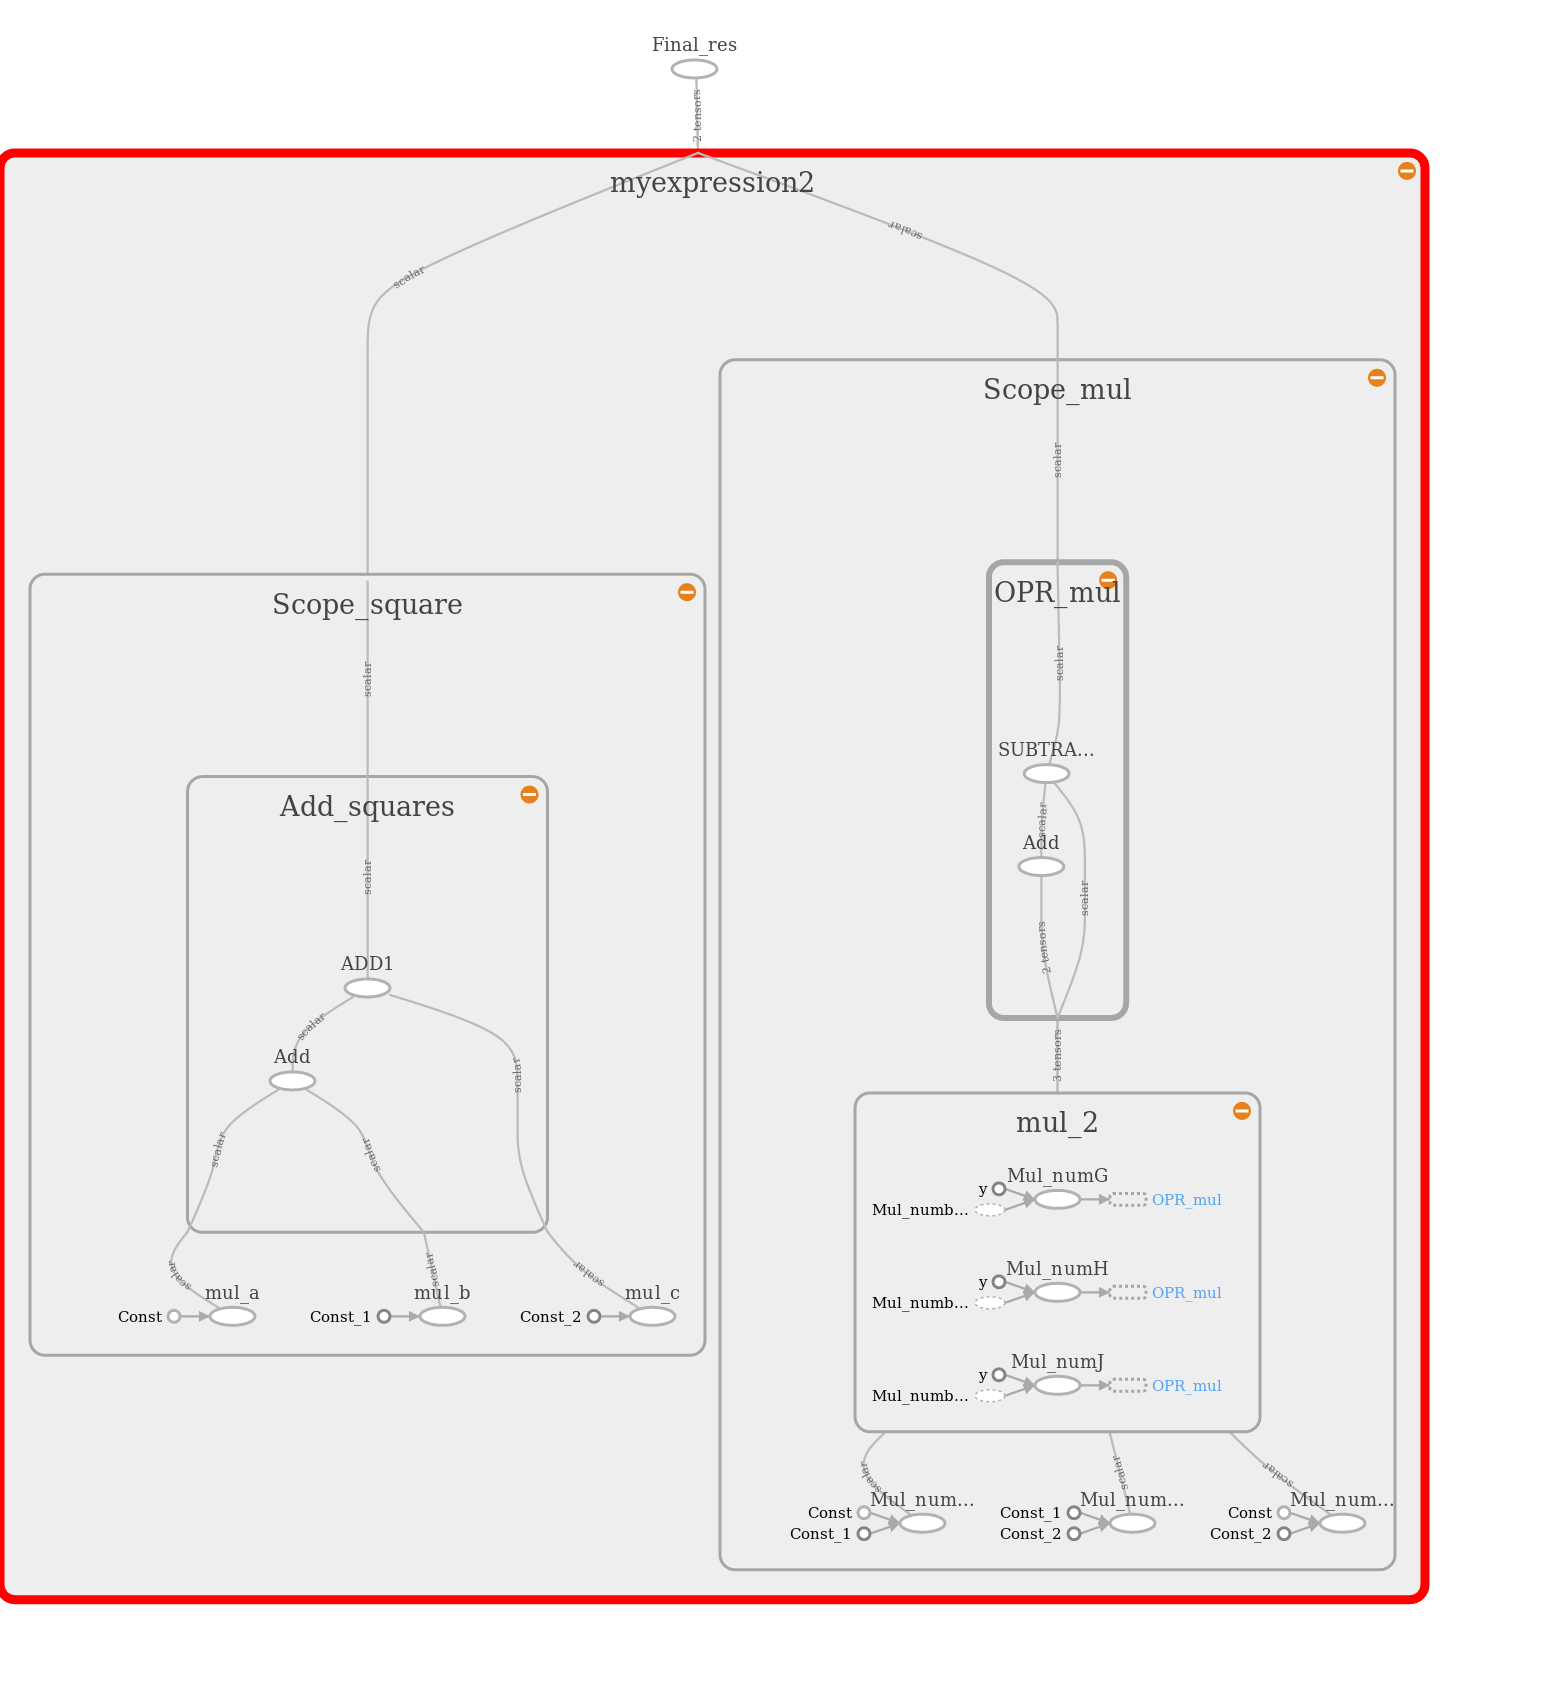 Final_res
2 tensors
myexpression2
scalar
scalar
Scope_mul
scalar
OPR_mul
scalar
SUBTRA...
scalar
Add
scalar
2 tensors
3 tensors
Scope_square
scalar
Add_squares
scalar
ADD1
scalar
Add
scalar
scalar
scalar
scalar
scalar
scalar
mul_a
mul_b
mul_c
Const
Const_1
Const_2
mul_2
Mul_numG
y
Mul_numb...
OPR_mul
Mul_numH
y
Mul_numb...
OPR_mul
Mul_numJ
y
Mul_numb...
OPR_mul
scalar
scalar
scalar
Mul_num...
Mul_num...
Mul_num...
Const
Const_1
Const
Const_1
Const_2
Const_2